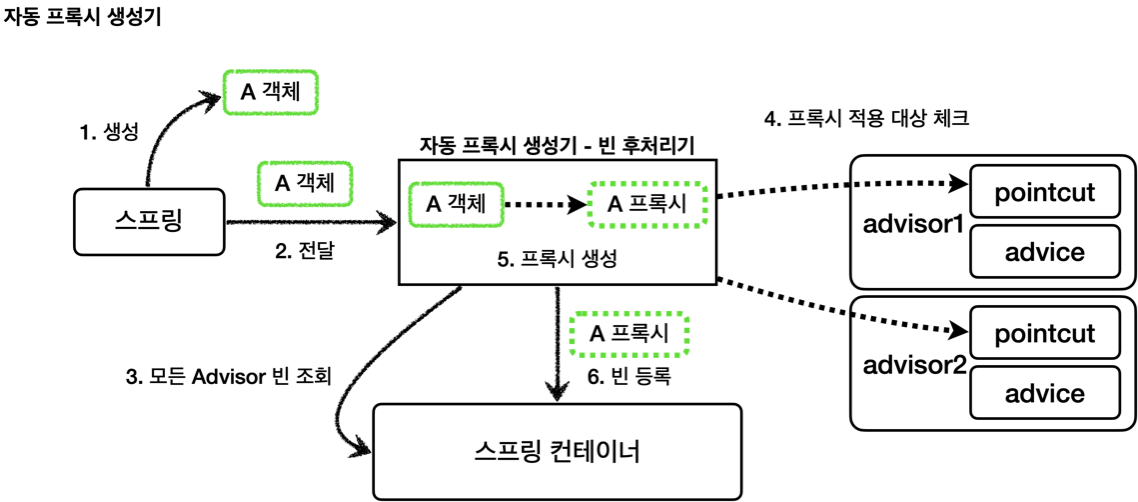 자동 프록시 생성기
A 객체
1. 생성
4. 프록시 적용 대상 체크
자동 프록시 생성기 - 빈 후처리기
A 객체
스프링
2. 전달
A 객체
A 프록시
5. 프록시 생성
advisor1
pointcut
advice
advisor2
pointcut
advice
3. 모든 Advisor 빈 조회
A 프록시
6. 빈 등록
스프링 컨테이너